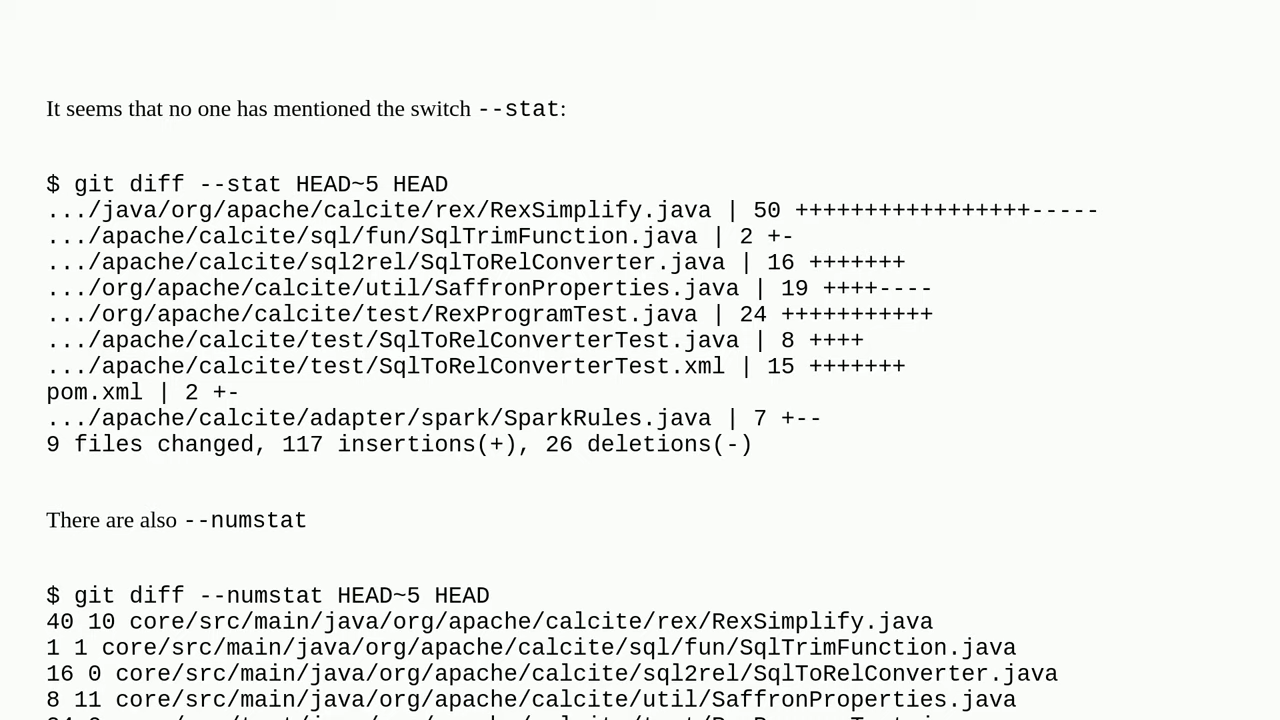 It seems that no one has mentioned the switch --stat:
$ git diff --stat HEAD~5 HEAD
.../java/org/apache/calcite/rex/RexSimplify.java | 50 +++++++++++++++++-----
.../apache/calcite/sql/fun/SqlTrimFunction.java | 2 +-
.../apache/calcite/sql2rel/SqlToRelConverter.java | 16 +++++++
.../org/apache/calcite/util/SaffronProperties.java | 19 ++++----
.../org/apache/calcite/test/RexProgramTest.java | 24 +++++++++++
.../apache/calcite/test/SqlToRelConverterTest.java | 8 ++++
.../apache/calcite/test/SqlToRelConverterTest.xml | 15 +++++++
pom.xml | 2 +-
.../apache/calcite/adapter/spark/SparkRules.java | 7 +--
9 files changed, 117 insertions(+), 26 deletions(-)
There are also --numstat
$ git diff --numstat HEAD~5 HEAD
40 10 core/src/main/java/org/apache/calcite/rex/RexSimplify.java
1 1 core/src/main/java/org/apache/calcite/sql/fun/SqlTrimFunction.java
16 0 core/src/main/java/org/apache/calcite/sql2rel/SqlToRelConverter.java
8 11 core/src/main/java/org/apache/calcite/util/SaffronProperties.java